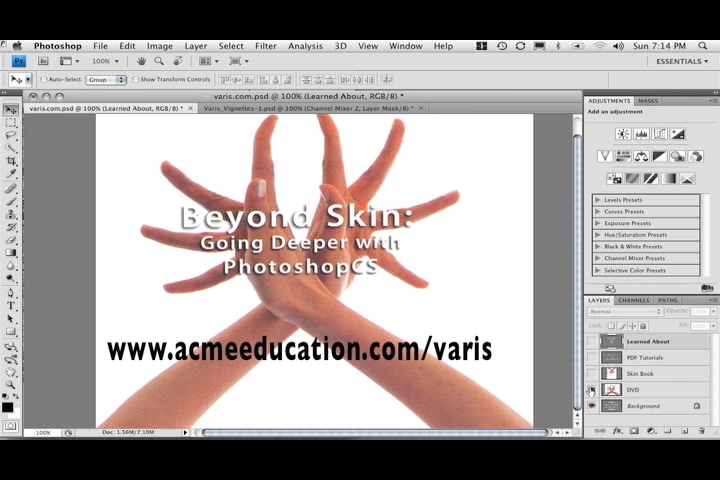 Photoshop File Edit Image Layer Select Filter Analysis 3D View Window Help Sun 7:14 PM
Ps Br 100% ESSENTIALS
Auto-Select: Group Show Transform Controls
varis.com.psd @ 100% (Learned About, RGB/8) *
varis.com.psd @ 100% (Learned About, RGB/8) * Varis_Vignettes-1.psd @ 100% (Channel Mixer 2, Layer Mask/8) *
ADJUSTMENTS MASKS
Add an adjustment
Levels Presets
Curves Presets
Exposure Presets
Hue/Saturation Presets
Black & White Presets
Channel Mixer Presets
Selective Color Presets
Beyond Skin:
Going Deeper with
PhotoshopCS
www.acmeeducation.com/varis
LAYERS CHANNELS PATHS
Normal Opacity:
Lock: Fill:
Learned About
PDF Tutorials
Skin Book
DVD
Background
100% Doc: 1.56M/7.10M